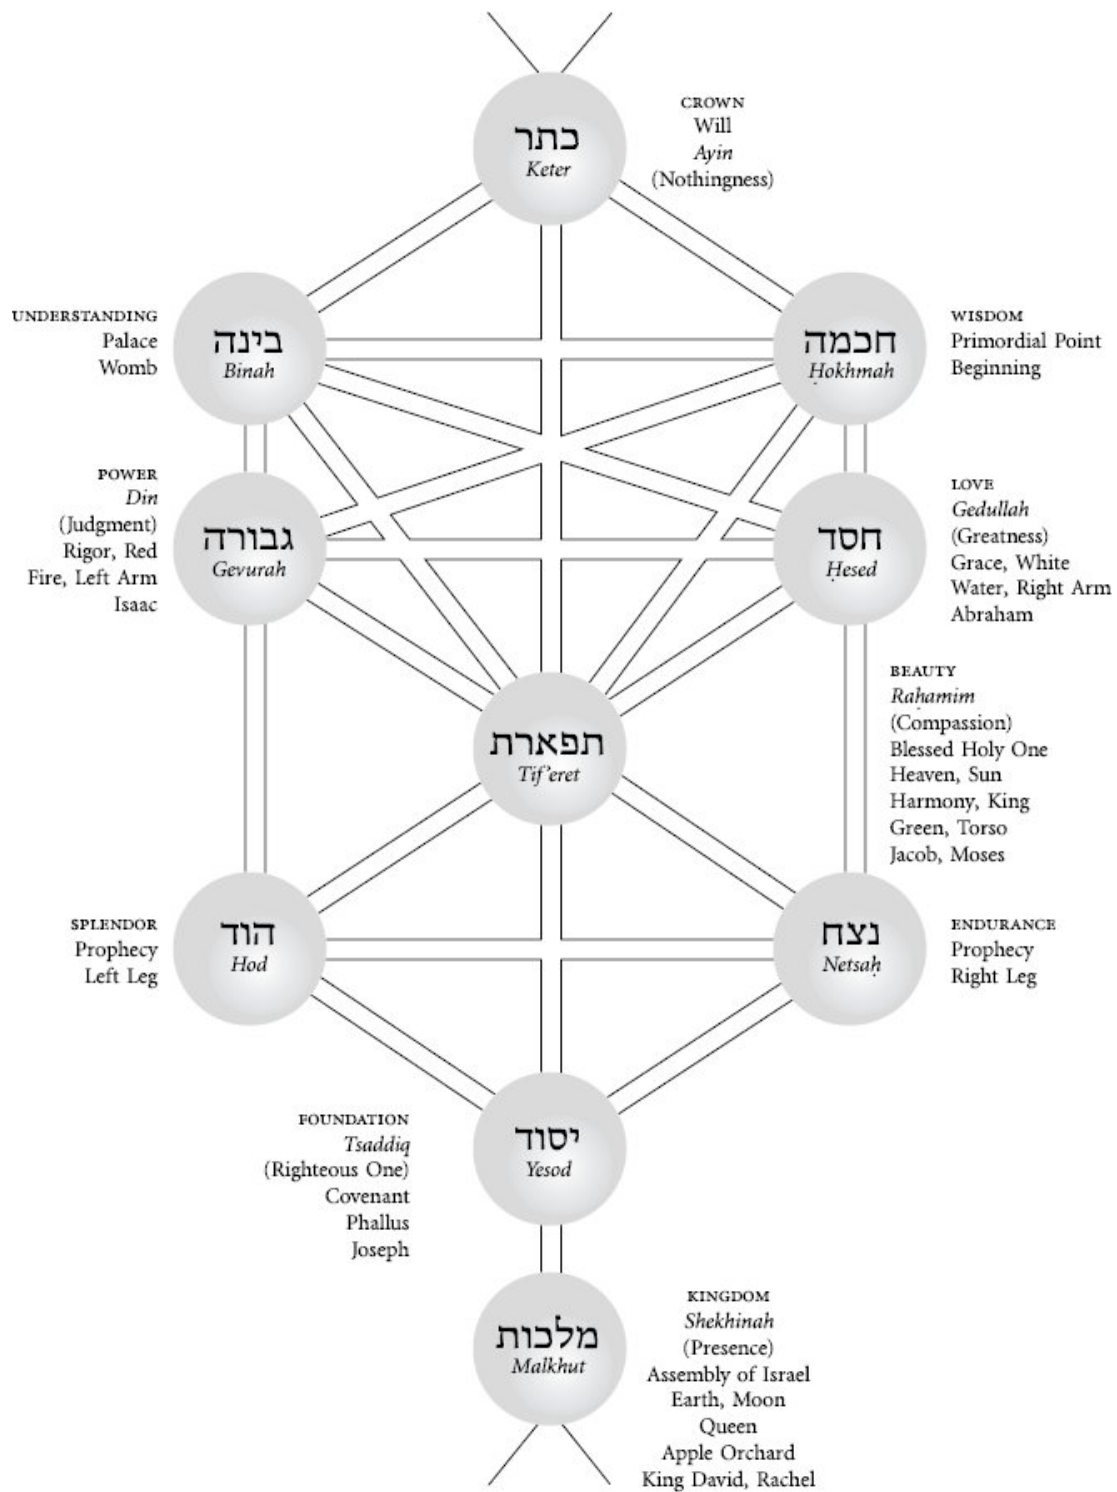 כתר
Keter
CROWN
Will
Ayin
(Nothingness)
UNDERSTANDING
Palace
Womb
בינה
Binah
חכמה
Ḥokhmah
WISDOM
Primordial Point
Beginning
POWER
Din
(Judgment)
Rigor, Red
Fire, Left Arm
Isaac
גבורה
Gevurah
חסד
Ḥesed
LOVE
Gedullah
(Greatness)
Grace, White
Water, Right Arm
Abraham
תפארת
Tif’eret
BEAUTY
Raḥamim
(Compassion)
Blessed Holy One
Heaven, Sun
Harmony, King
Green, Torso
Jacob, Moses
SPLENDOR
Prophecy
Left Leg
הוד
Hod
נצח
Netsaḥ
ENDURANCE
Prophecy
Right Leg
FOUNDATION
Tsaddiq
(Righteous One)
Covenant
Phallus
Joseph
יסוד
Yesod
מלכות
Malkhut
KINGDOM
Shekhinah
(Presence)
Assembly of Israel
Earth, Moon
Queen
Apple Orchard
King David, Rachel